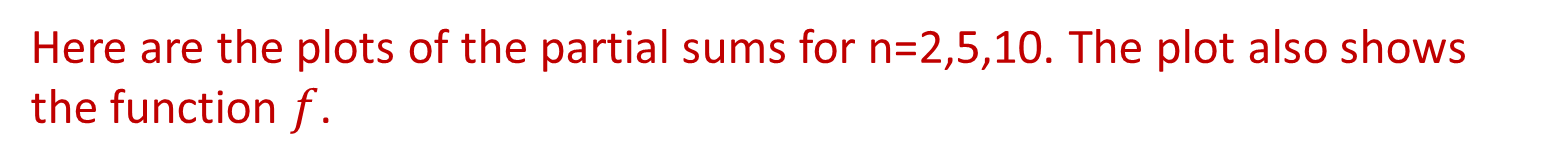 Here are the plots of the partial sums for n=2,5,10. The plot also shows
the function f.